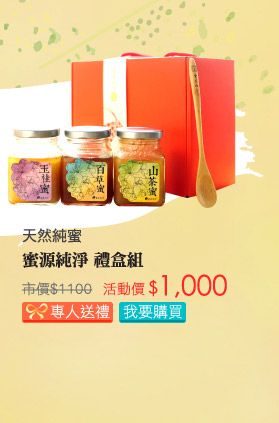 玉佳蜜
百草蜜
山茶蜜
天然純蜜
蜜源純淨 禮盒組
市價$1100 活動價 $1,000
專人送禮 我要購買